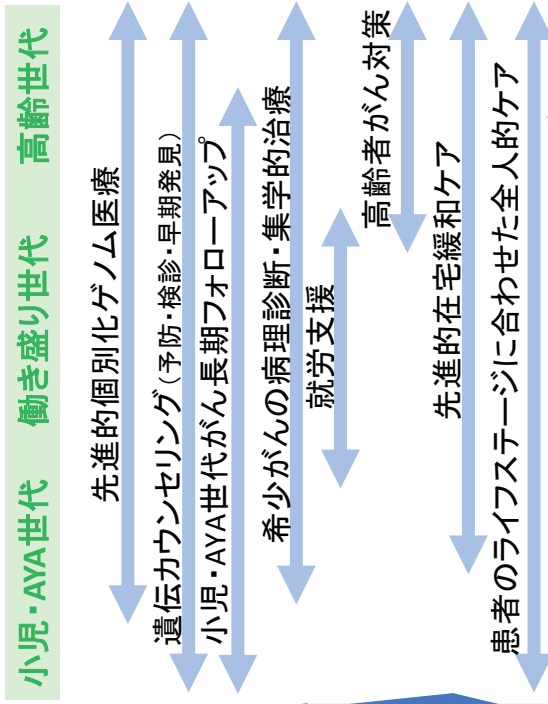 小児・AYA世代　働き盛り世代　高齢世代
先進的個別化ゲノム医療
遺伝カウンセリング（予防・検診・早期発見）
小児・AYA世代がん長期フォローアップ
希少がんの病理診断・集学的治療
就労支援
高齢者がん対策
先進的在宅緩和ケア
患者のライフステージに合わせた全人的ケア